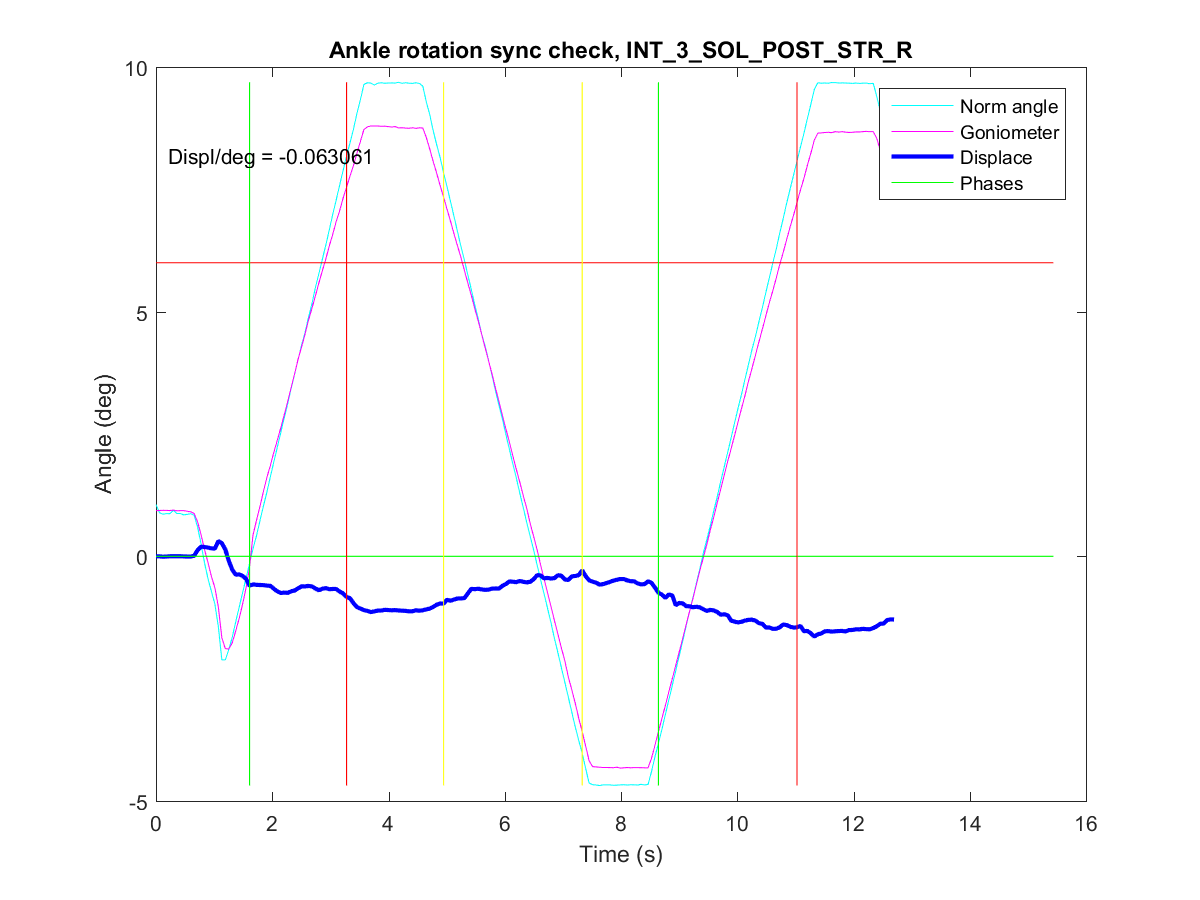 Ankle rotation sync check, INT_3_SOL_POST_STR_R
10
Norm angle
Goniometer
Displace
Phases
Displ/deg = -0.063061
5
Angle (deg)
0
-5
0 2 4 6 8 10 12 14 16
Time (s)